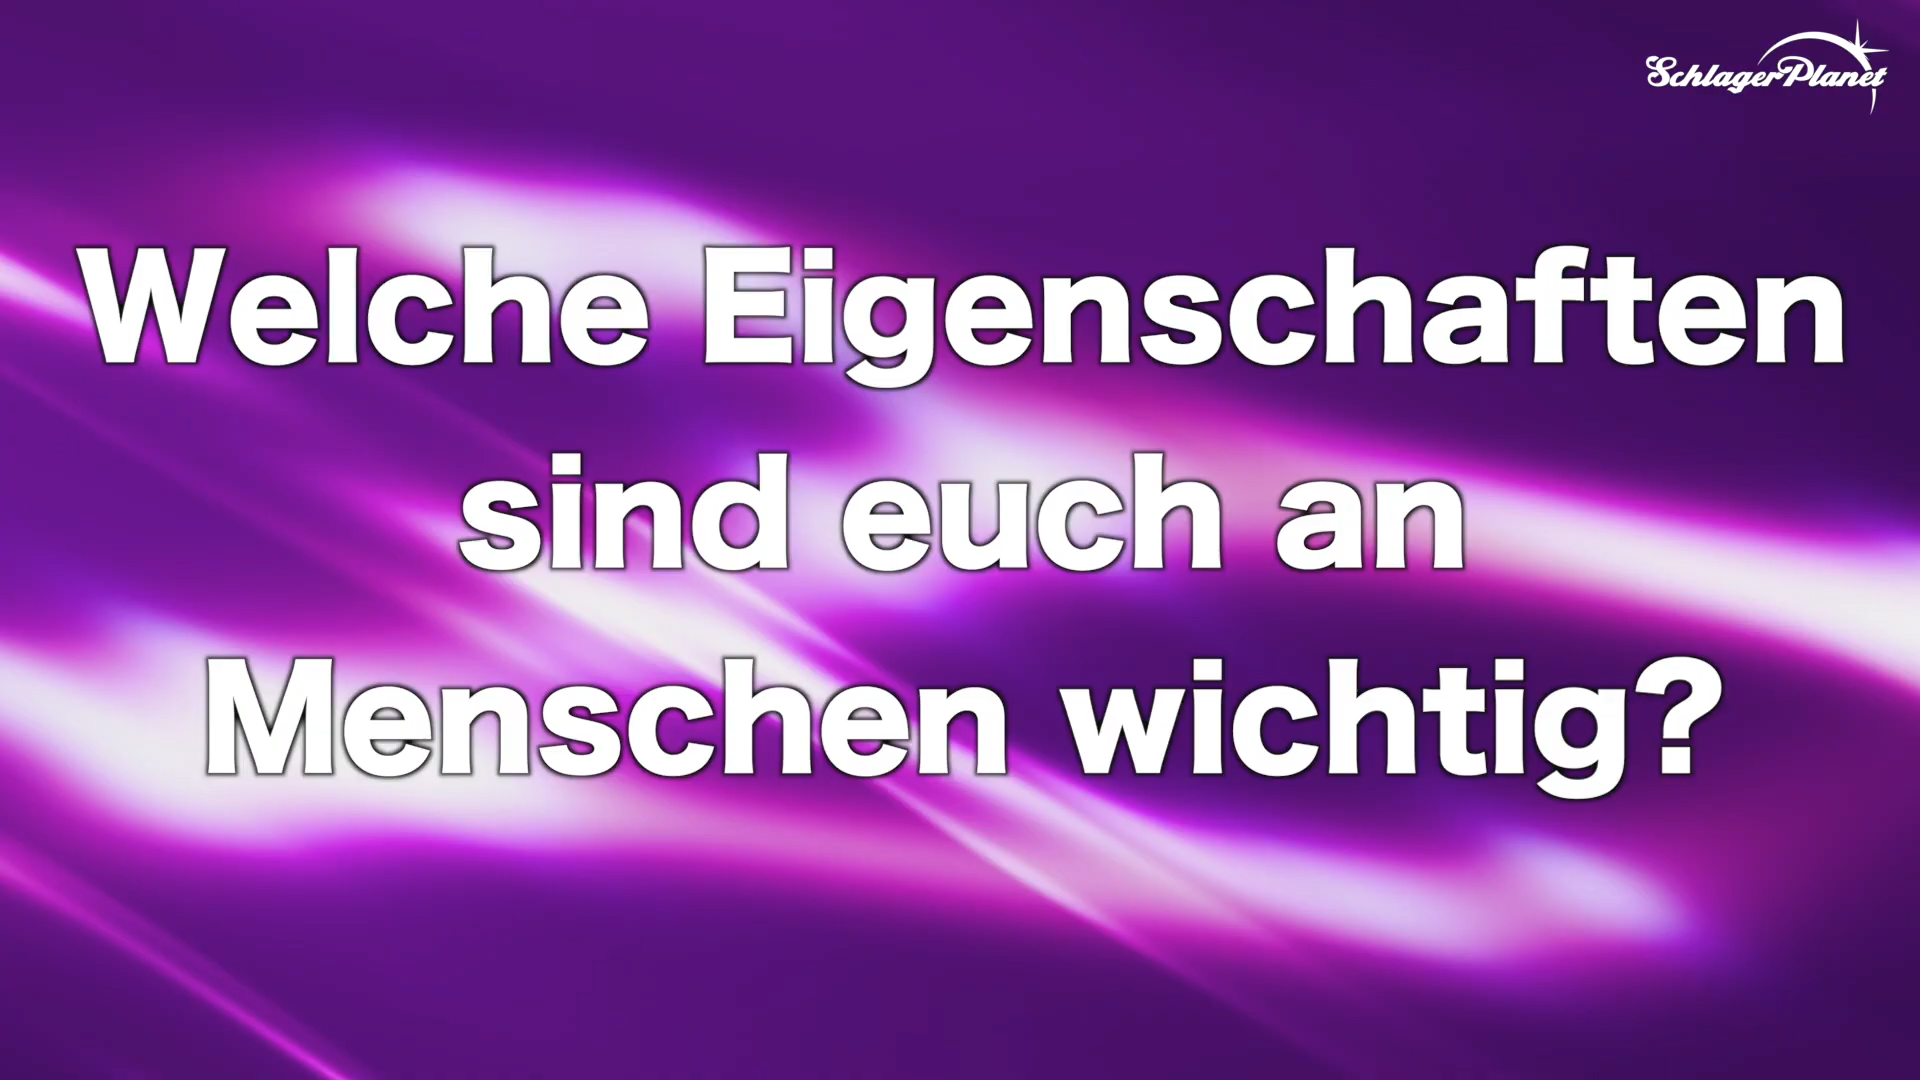 SchlagerPlanet
Welche Eigenschaften
sind euch an
Menschen wichtig?